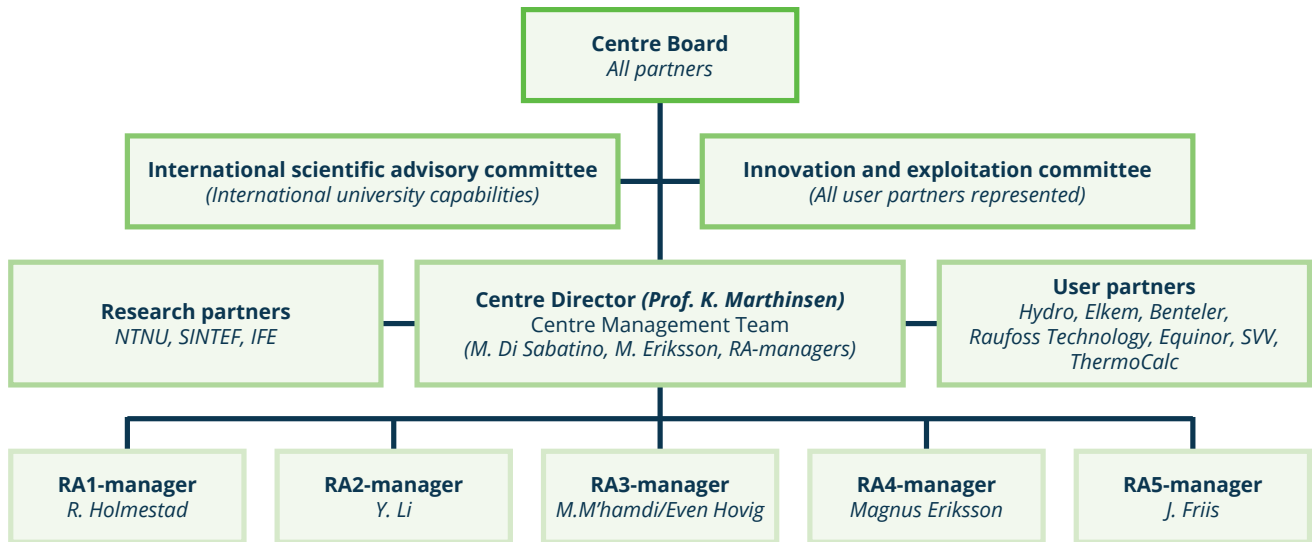 Centre Board
All partners
International scientific advisory committee
(International university capabilities)
Innovation and exploitation committee
(All user partners represented)
Research partners
NTNU, SINTEF, IFE
Centre Director (Prof. K. Marthinsen)
Centre Management Team
(M. Di Sabatino, M. Eriksson, RA-managers)
User partners
Hydro, Elkem, Benteler,
Raufoss Technology, Equinor, SVV,
ThermoCalc
RA1-manager
R. Holmestad
RA2-manager
Y. Li
RA3-manager
M.M'hamdi/Even Hovig
RA4-manager
Magnus Eriksson
RA5-manager
J. Friis